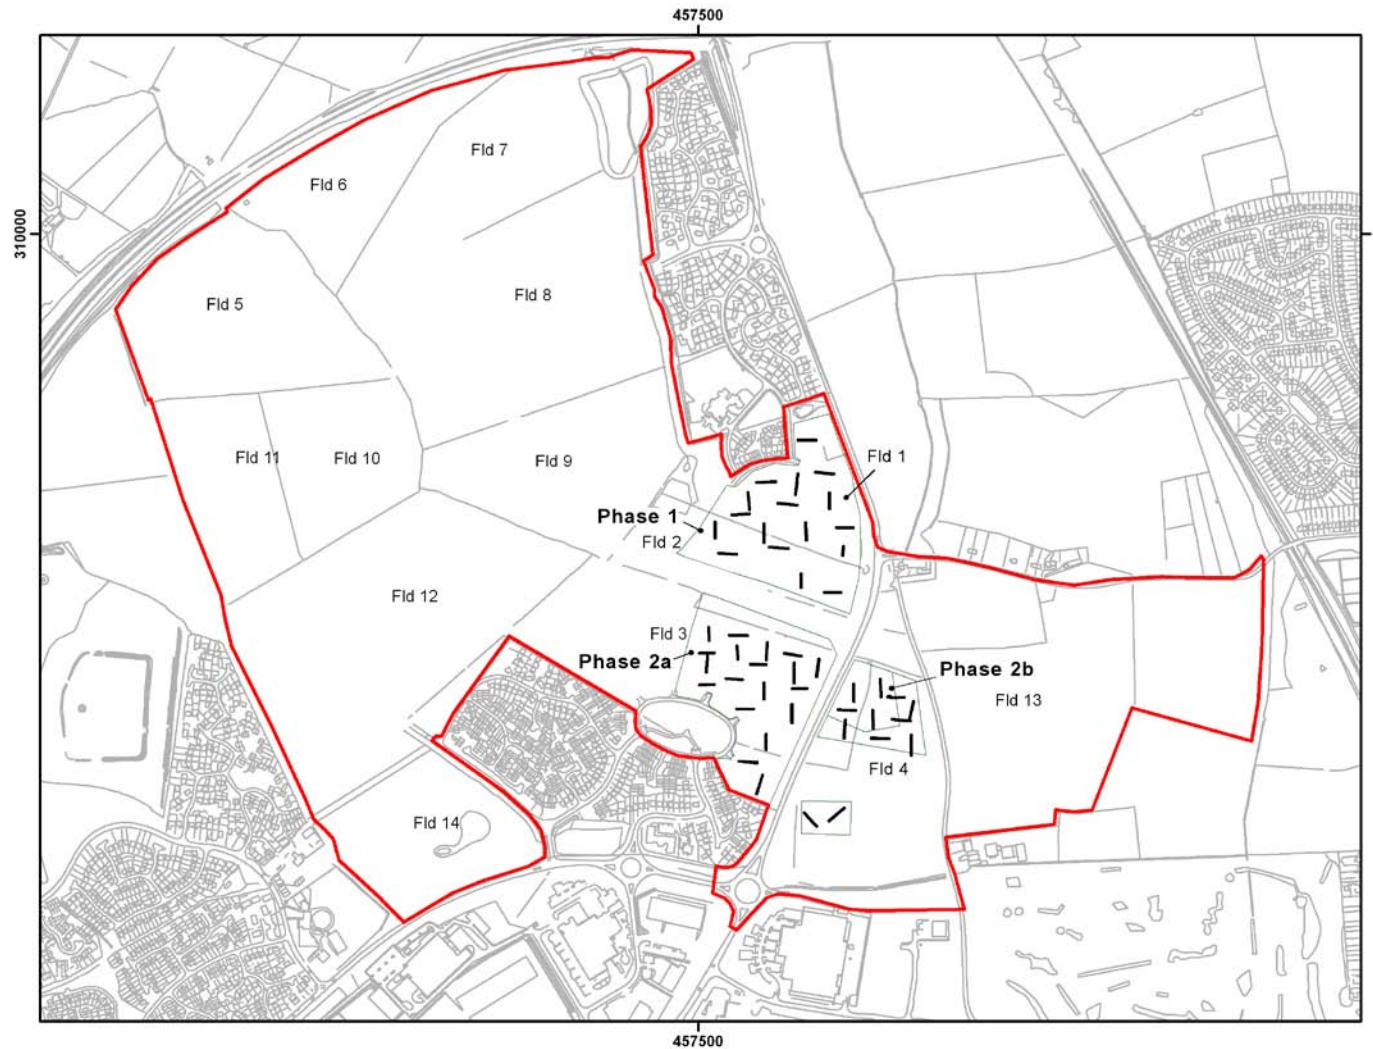 457500
310000
Fld 7
Fld 6
Fld 5
Fld 8
Fld 11
Fld 10
Fld 9
Fld 1
Phase 1
Fld 2
Fld 12
Fld 3
Phase 2a
Phase 2b
Fld 13
Fld 4
Fld 14
457500